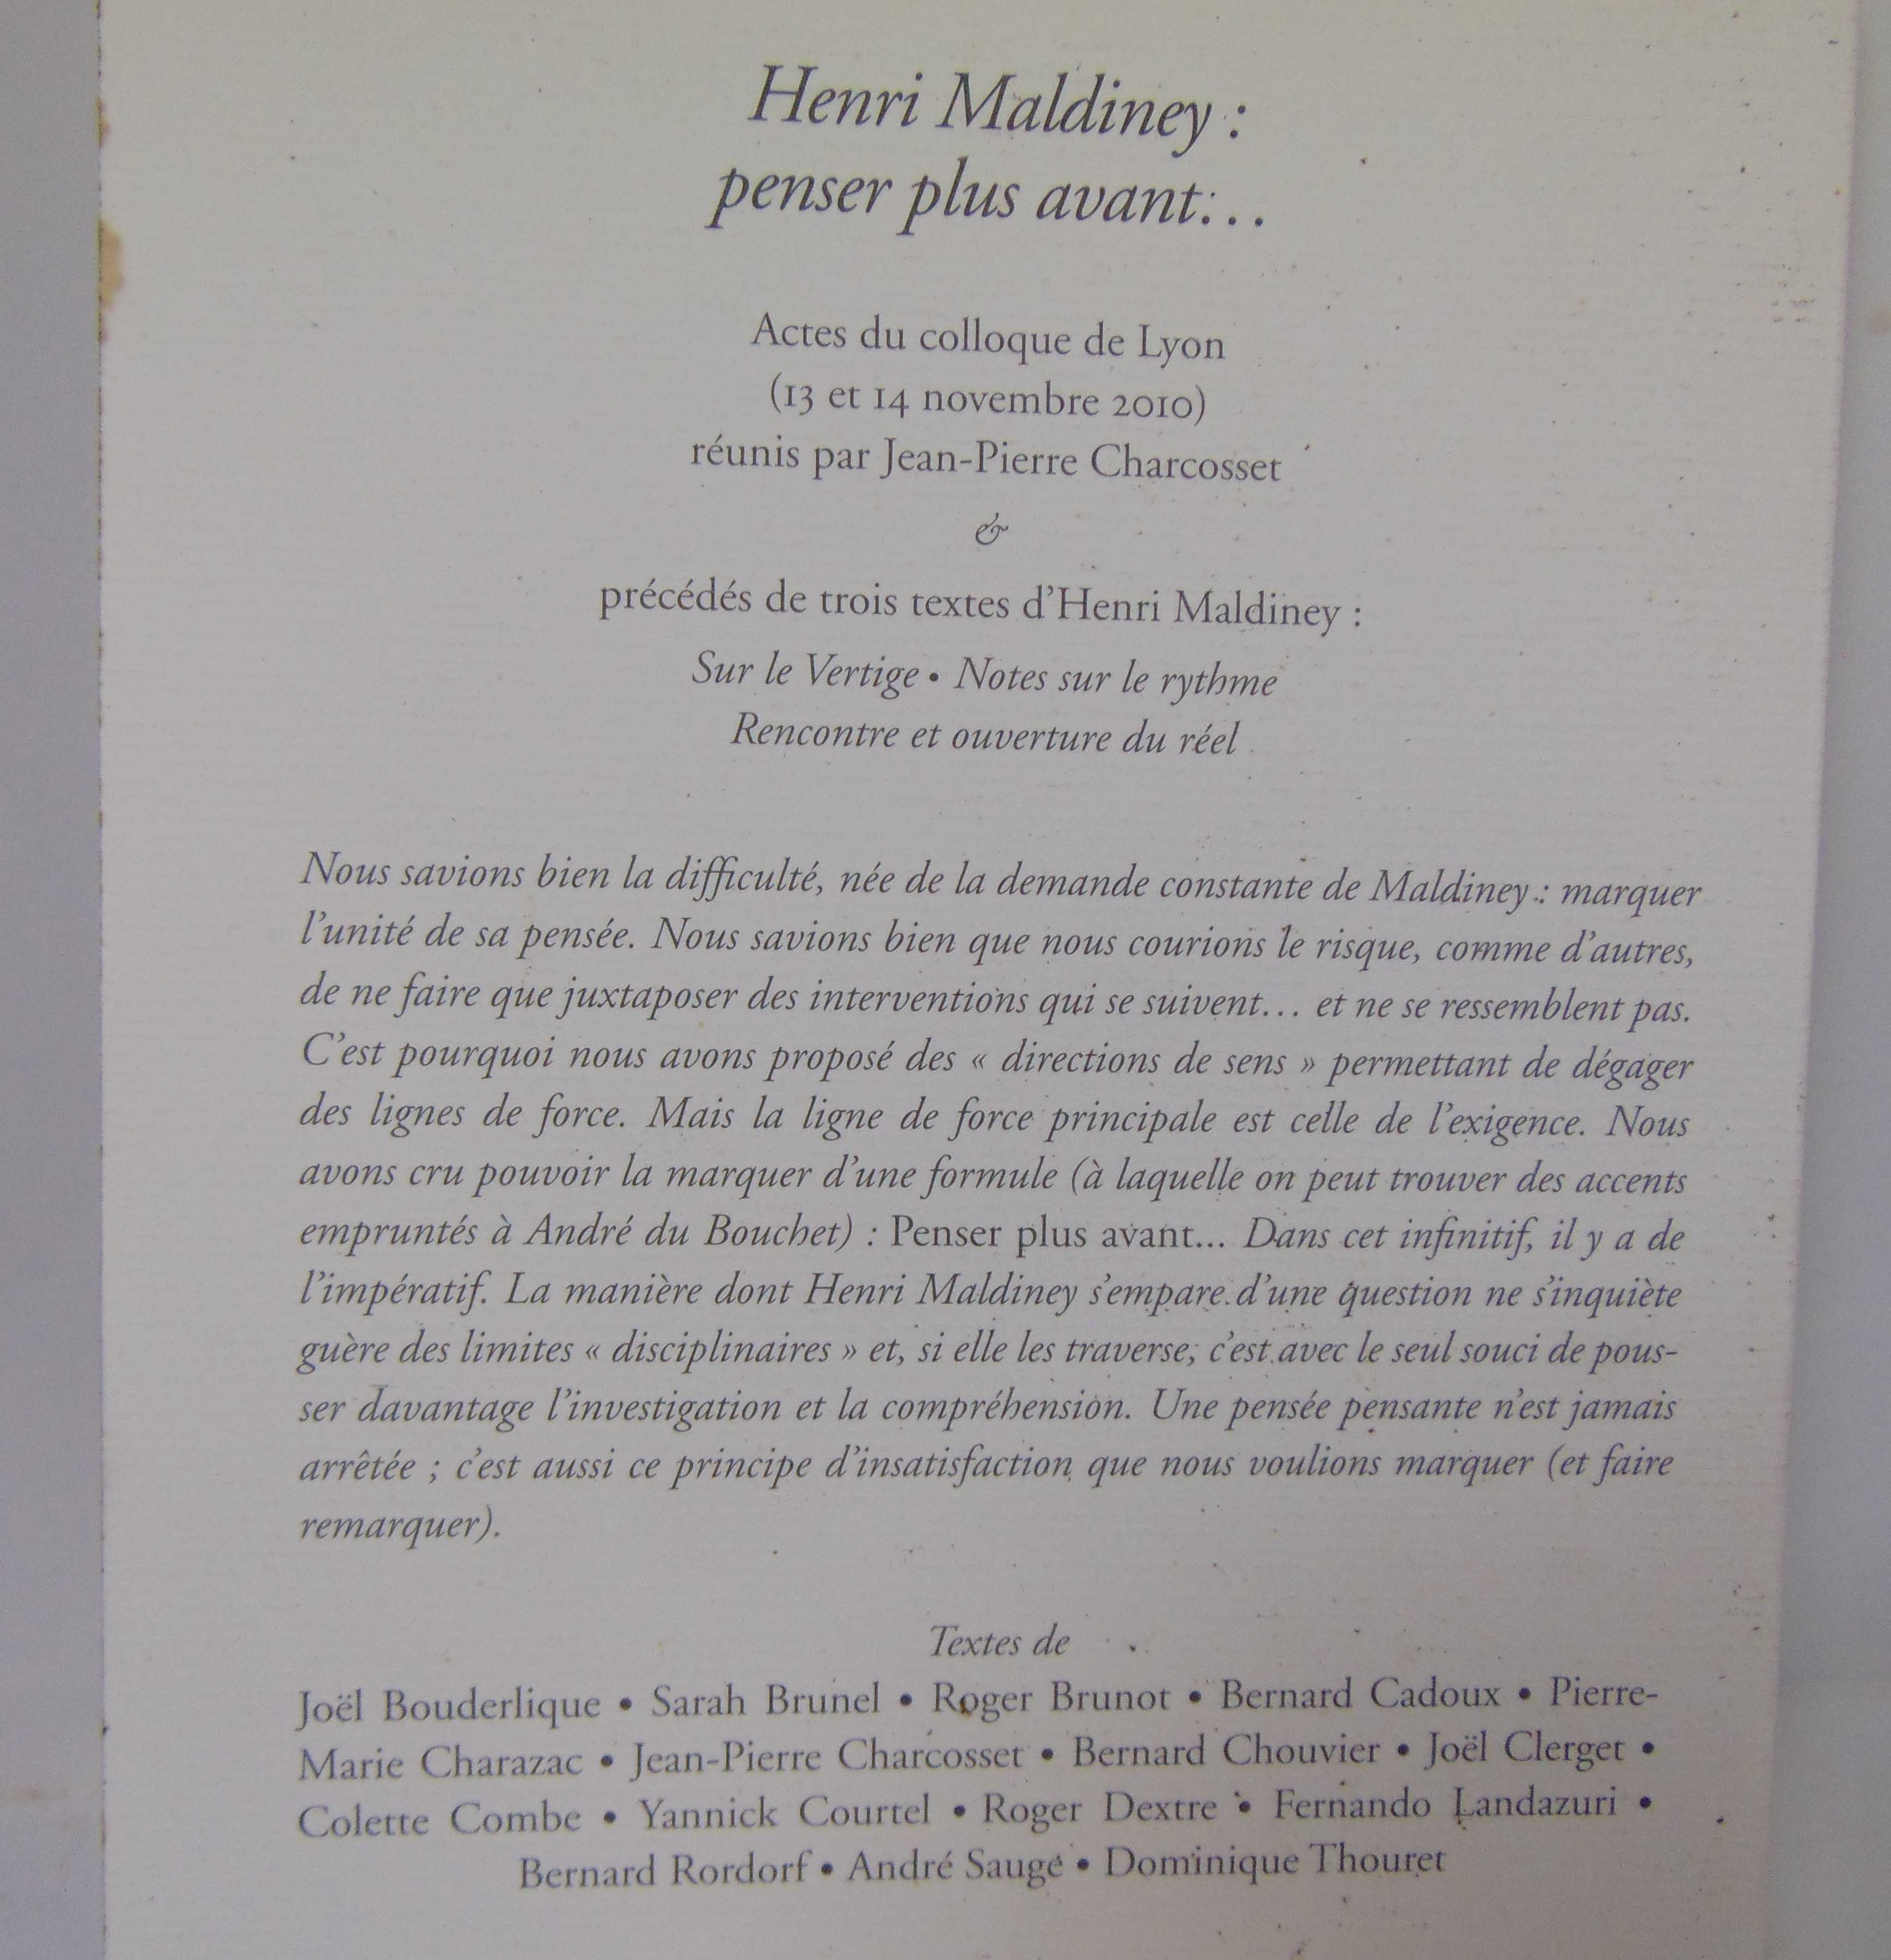 Henri Maldiney :
penser plus avant…
Actes du colloque de Lyon
(13 et 14 novembre 2010)
réunis par Jean-Pierre Charcosset
&
précédés de trois textes d’Henri Maldiney :
Sur le Vertige • Notes sur le rythme
Rencontre et ouverture du réel
Nous savions bien la difficulté, née de la demande constante de Maldiney : marquer
l’unité de sa pensée. Nous savions bien que nous courions le risque, comme d’autres,
de ne faire que juxtaposer des interventions qui se suivent… et ne se ressemblent pas.
C’est pourquoi nous avons proposé des « directions de sens » permettant de dégager
des lignes de force. Mais la ligne de force principale est celle de l’exigence. Nous
avons cru pouvoir la marquer d’une formule (à laquelle on peut trouver des accents
empruntés à André du Bouchet) : Penser plus avant... Dans cet infinitif, il y a de
l’impératif. La manière dont Henri Maldiney s’empare d’une question ne s’inquiète
guère des limites « disciplinaires » et, si elle les traverse, c’est avec le seul souci de pous-
ser davantage l’investigation et la compréhension. Une pensée pensante n’est jamais
arrêtée ; c’est aussi ce principe d’insatisfaction que nous voulions marquer (et faire
remarquer).
Textes de
Joël Bouderlique • Sarah Brunel • Roger Brunot • Bernard Cadoux • Pierre-
Marie Charazac • Jean-Pierre Charcosset • Bernard Chouvier • Joël Clerget •
Colette Combe • Yannick Courtel • Roger Dextre • Fernando Landazuri •
Bernard Rordorf • André Sauge • Dominique Thouret